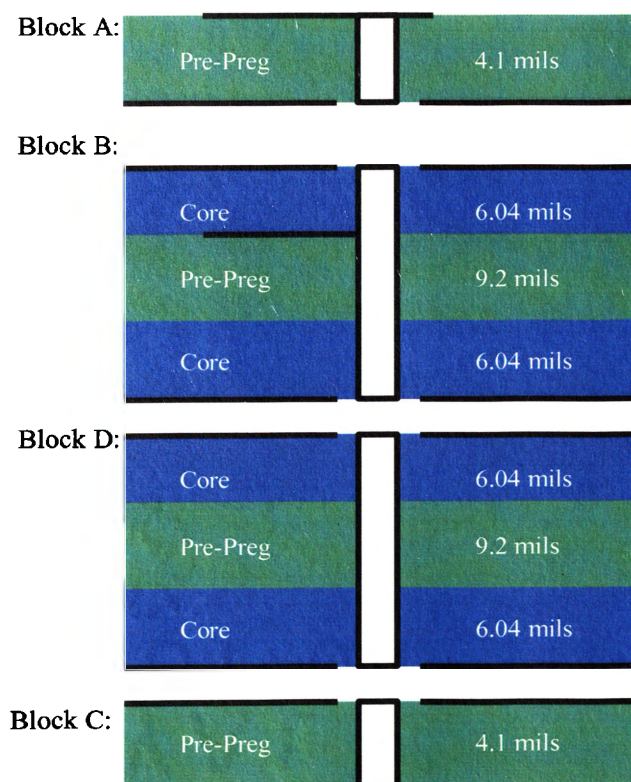 Block A:
Pre-Preg 4.1 mils
Block B:
Core 6.04 mils
Pre-Preg 9.2 mils
Core 6.04 mils
Block D:
Core 6.04 mils
Pre-Preg 9.2 mils
Core 6.04 mils
Block C:
Pre-Preg 4.1 mils